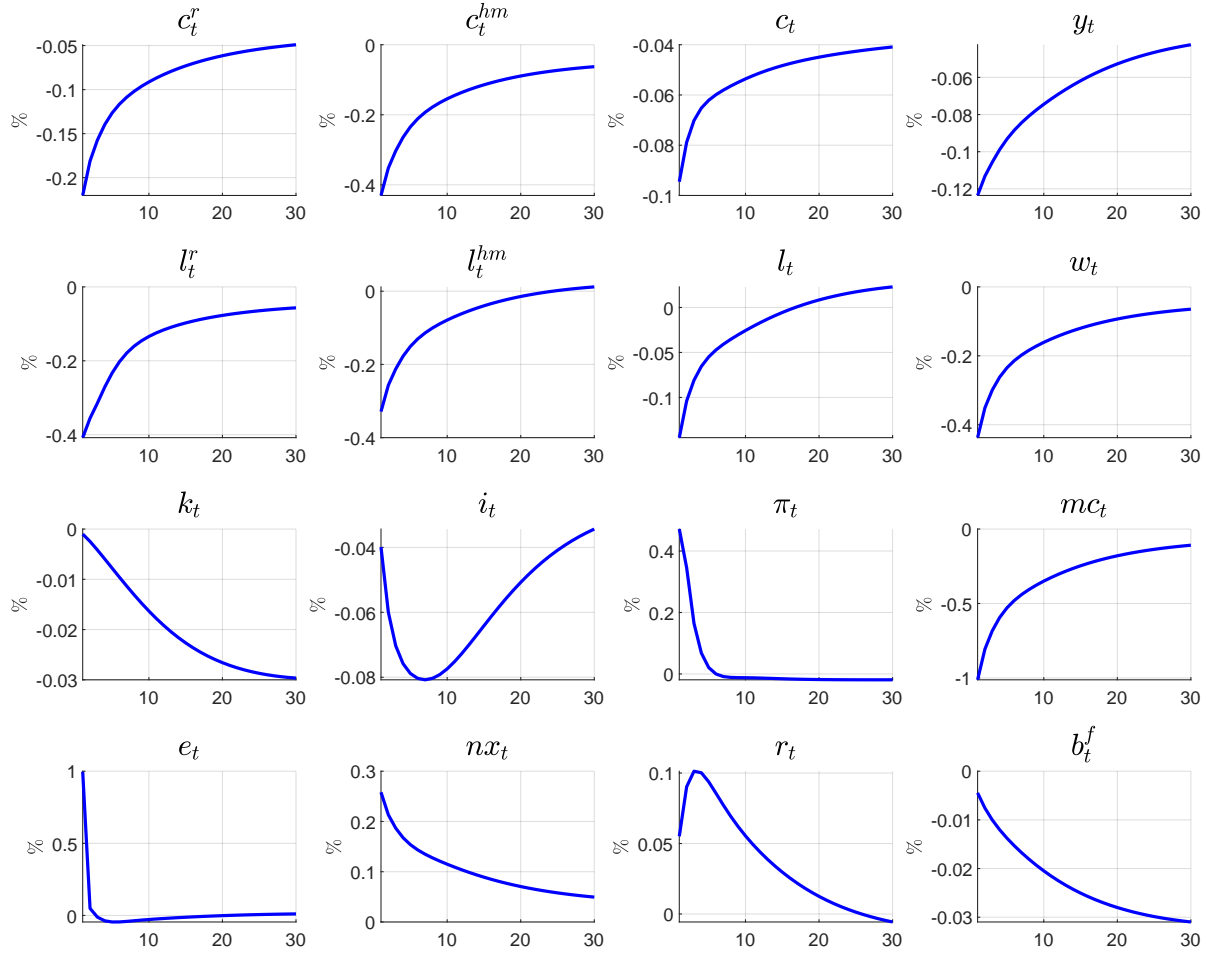 c_t^r c_t^{hm} c_t y_t
-0.05 0 -0.04
-0.1 -0.2 -0.06 -0.06
-0.15 -0.4 -0.08 -0.08
-0.2 -0.1 -0.1
-0.12
% % % %
10 20 30 10 20 30 10 20 30 10 20 30
l_t^r l_t^{hm} l_t w_t
0 0 0 0
-0.2 -0.2 -0.05 -0.2
-0.4 -0.4 -0.1 -0.4
% % % %
10 20 30 10 20 30 10 20 30 10 20 30
k_t i_t π_t mc_t
0 -0.04 0.4 0
-0.01 -0.06 0.2 -0.5
-0.02 -0.08 0 -1
-0.03
% % % %
10 20 30 10 20 30 10 20 30 10 20 30
e_t nx_t r_t b_t^f
1 0.3 0.1 0
0.5 0.2 0.05 -0.01
0 0.1 0 -0.02
0 -0.03
% % % %
10 20 30 10 20 30 10 20 30 10 20 30